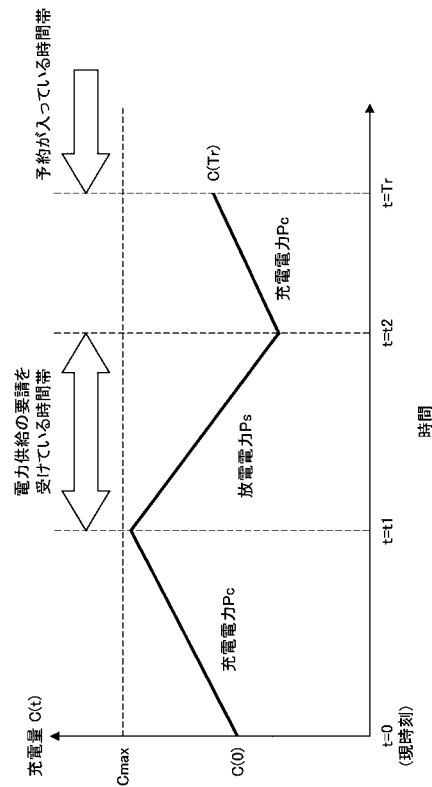 充電量 C(t)
電力供給の要請を
受けている時間帯
予約が入っている時間帯
Cmax
C(0)
充電電力Pc
放電電力Ps
充電電力Pc
C(Tr)
t=0
(現時刻)
t=t1
t=t2
t=Tr
時間